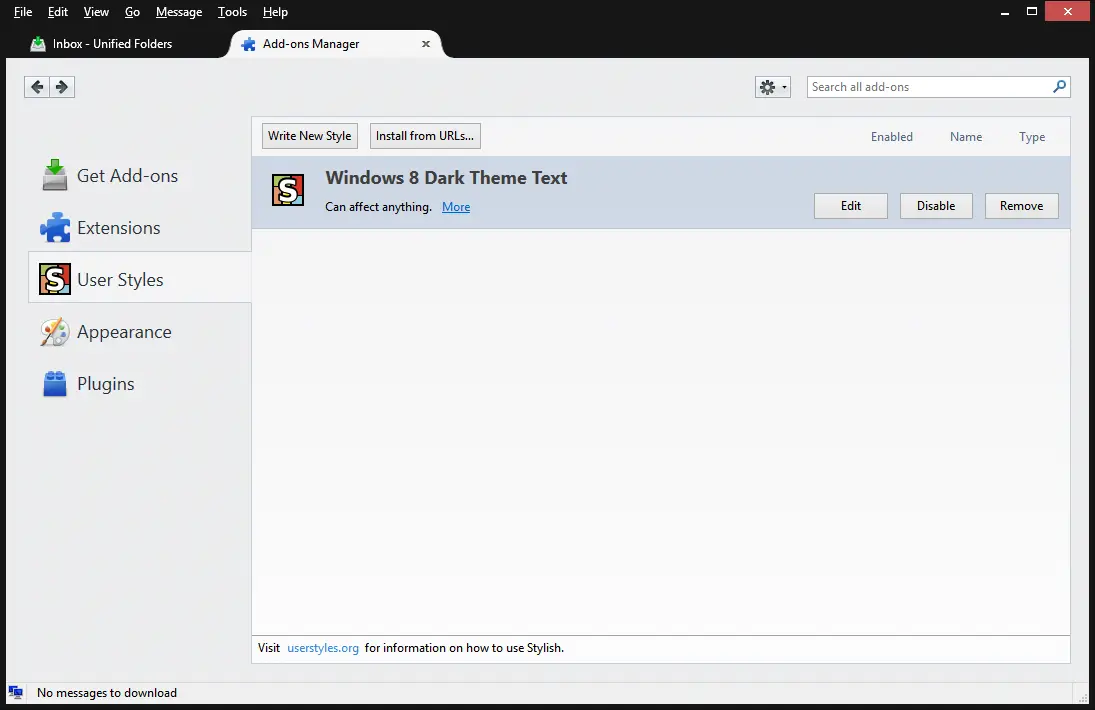 File Edit View Go Message Tools Help
Inbox - Unified Folders Add-ons Manager
Search all add-ons
Write New Style Install from URLs... Enabled Name Type
Get Add-ons
Extensions
User Styles
Appearance
Plugins
S Windows 8 Dark Theme Text
Can affect anything. More Edit Disable Remove
Visit userstyles.org for information on how to use Stylish.
No messages to download